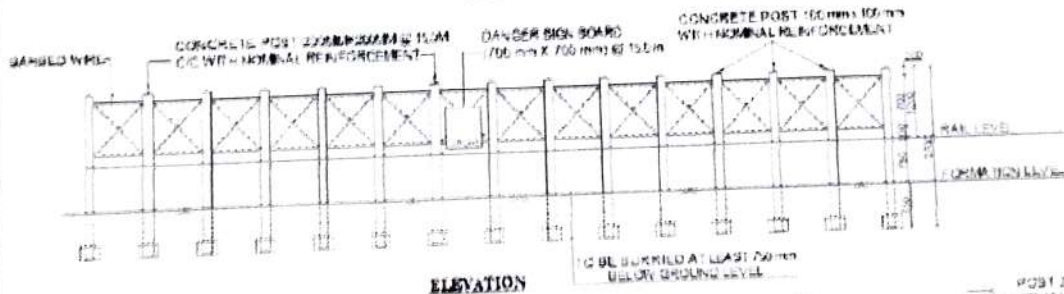 BARBED WIRE
CONCRETE POST 200MMX200MM @ 15.0M
C/C WITH NOMINAL REINFORCEMENT
DANGER SIGN BOARD
(700 mm X 700 mm) @ 15.0 m
CONCRETE POST 100 mm x 100 mm
WITH NOMINAL REINFORCEMENT
RAIL LEVEL
FORMATION LEVEL
TO BE BURRIED AT LEAST 750 mm
BELOW GROUND LEVEL
ELEVATION
POST